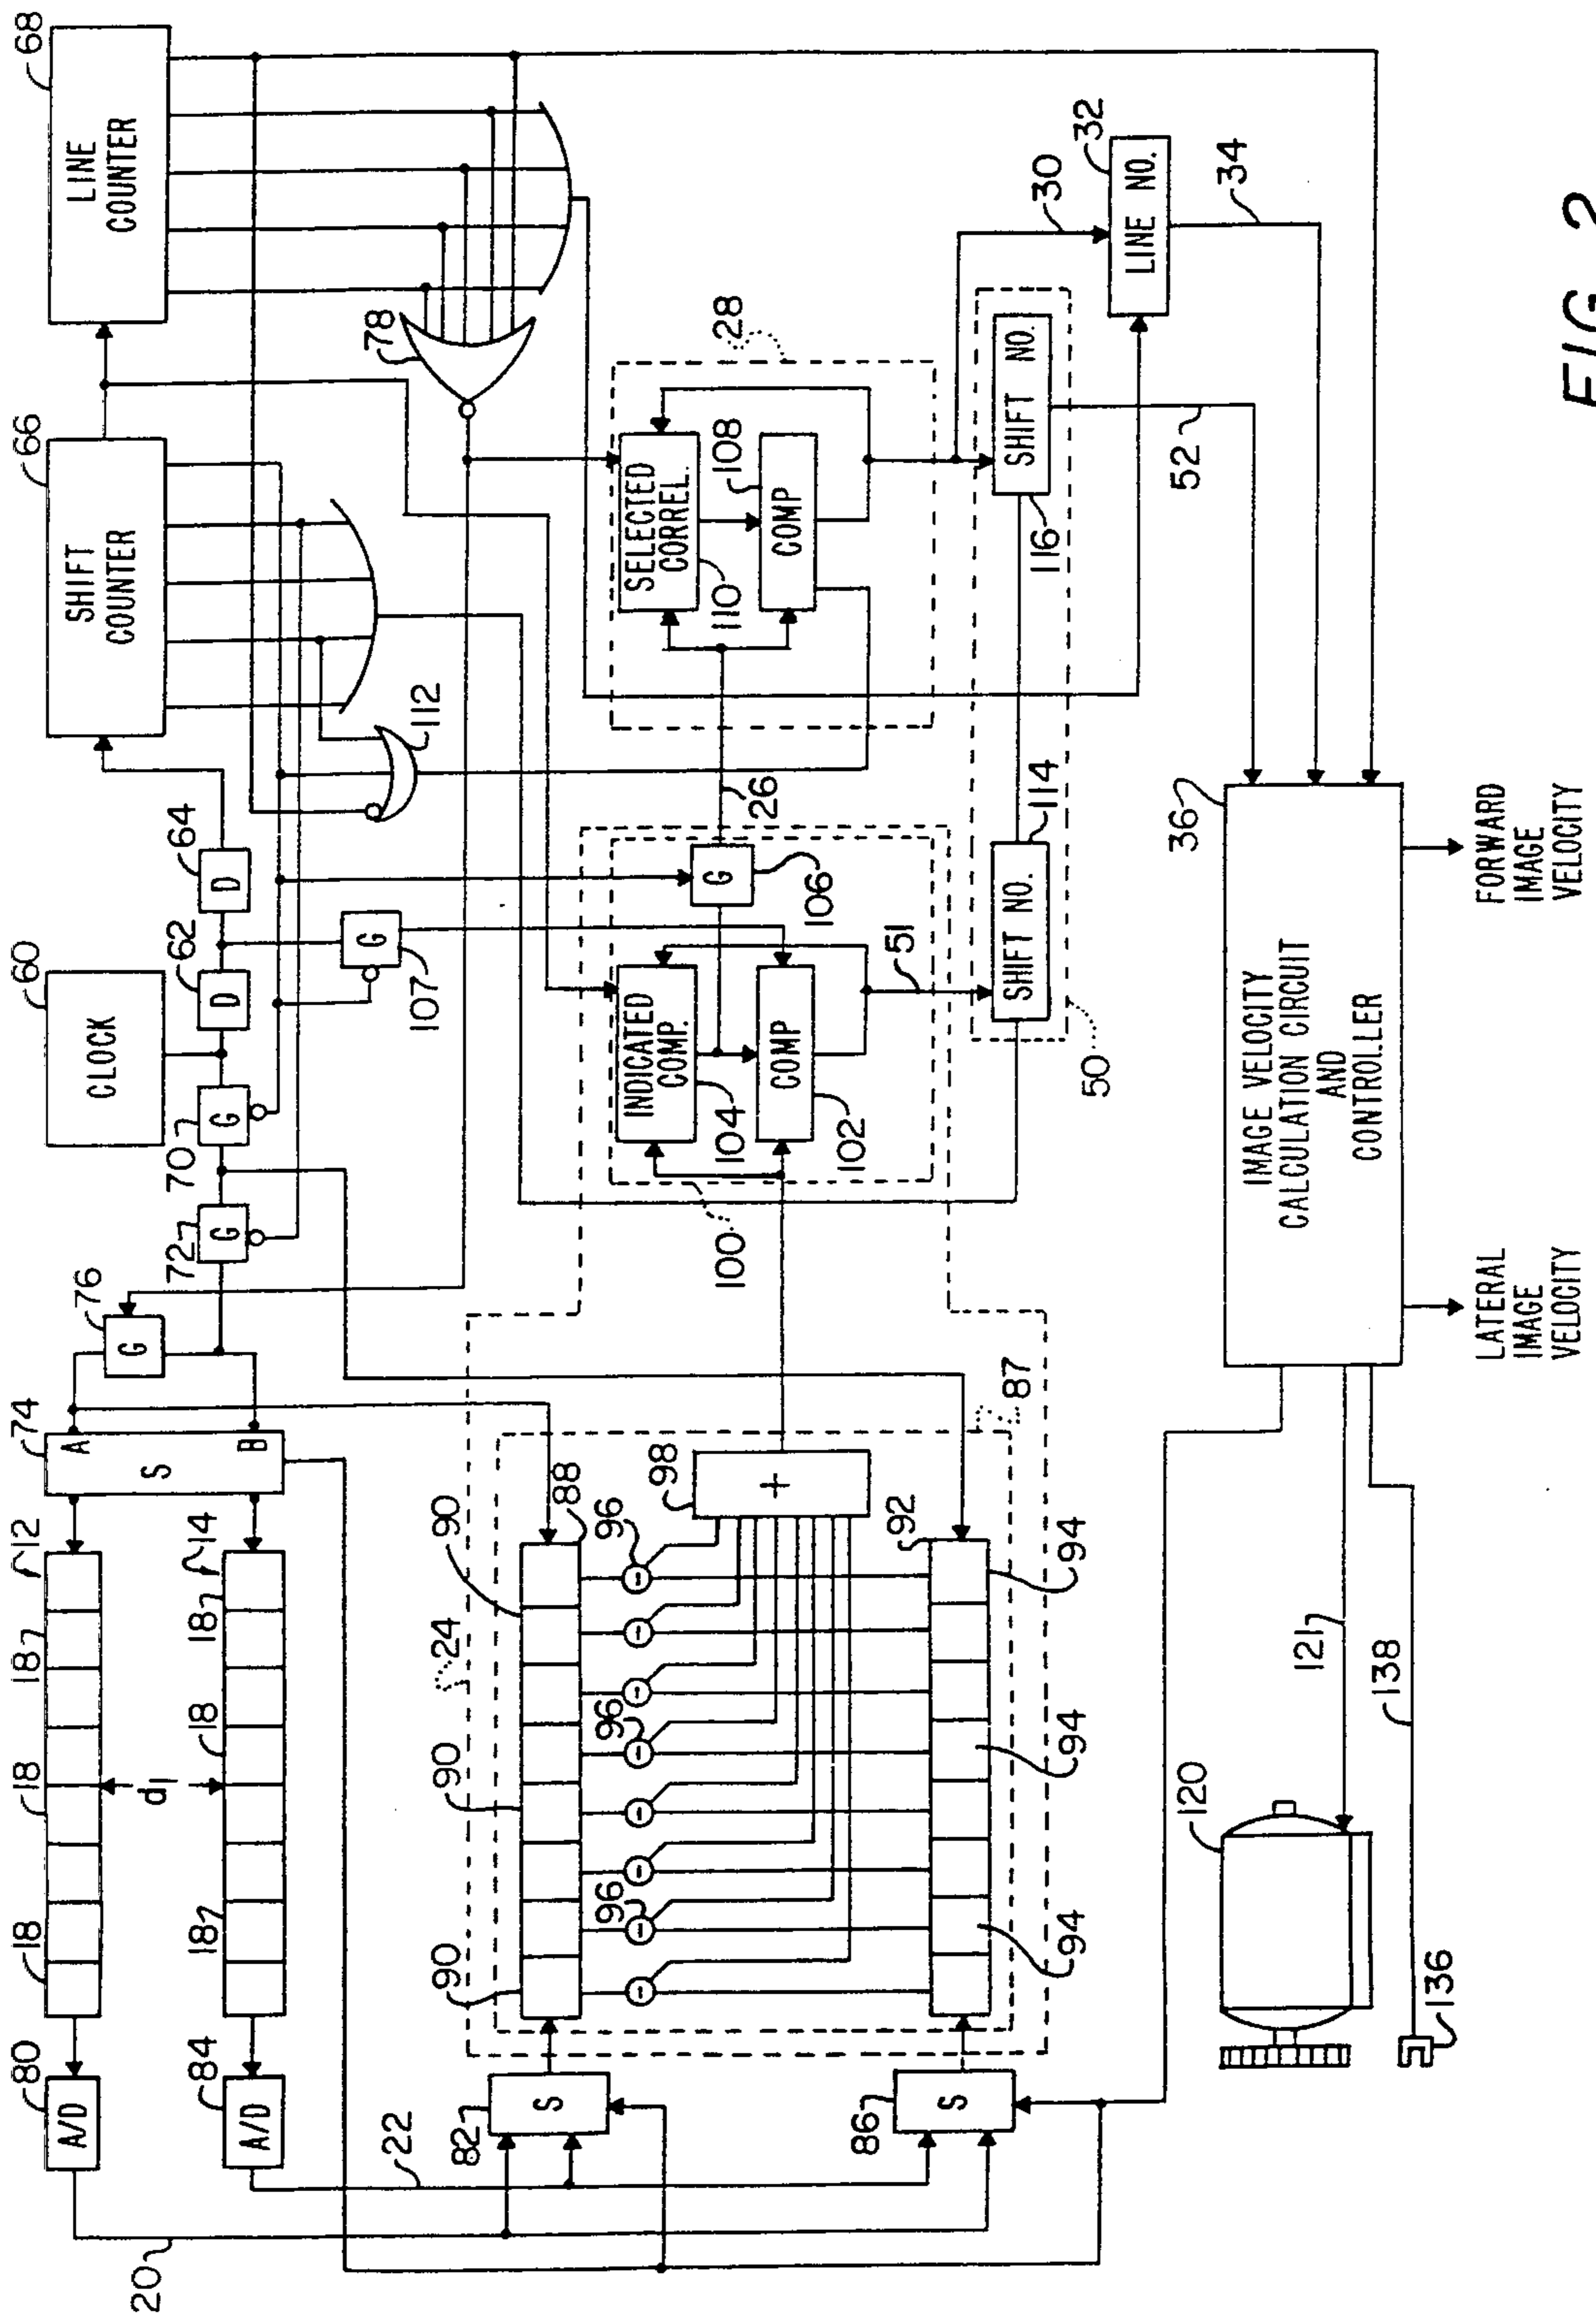 80
18
18
18
12
74
76
60
66
68
A/D
A
S
B
G
72
G
70
G
CLOCK
62
D
64
D
SHIFT
COUNTER
LINE
COUNTER
20
d1
84
A/D
18
18
18
14
107
G
112
78
22
24
90
90
90
88
82
S
96
96
96
98
+
87
100
INDICATED
COMP.
104
COMP
102
G
106
26
28
SELECTED
CORREL.
110
108
COMP
51
86
S
92
94
94
94
50
SHIFT NO.
114
SHIFT NO.
116
30
32
LINE NO.
34
52
120
121
136
138
36
IMAGE VELOCITY
CALCULATION CIRCUIT
AND
CONTROLLER
LATERAL
IMAGE
VELOCITY
FORWARD
IMAGE
VELOCITY
FIG. 2